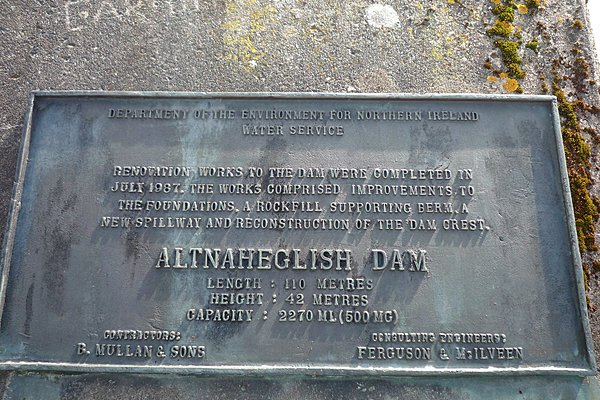 DEPARTMENT OF THE ENVIRONMENT FOR NORTHERN IRELAND
WATER SERVICE
RENOVATION WORKS TO THE DAM WERE COMPLETED IN
JULY 1987. THE WORKS COMPRISED, IMPROVEMENTS TO
THE FOUNDATIONS, A ROCKFILL SUPPORTING BERM, A
NEW SPILLWAY AND RECONSTRUCTION OF THE DAM CREST.
ALTNAHEGLISH DAM
LENGTH : 110 METRES
HEIGHT : 42 METRES
CAPACITY : 2270 ML (500 MG)
CONTRACTORS:
B. MULLAN & SONS
CONSULTING ENGINEERS:
FERGUSON & McILVEEN